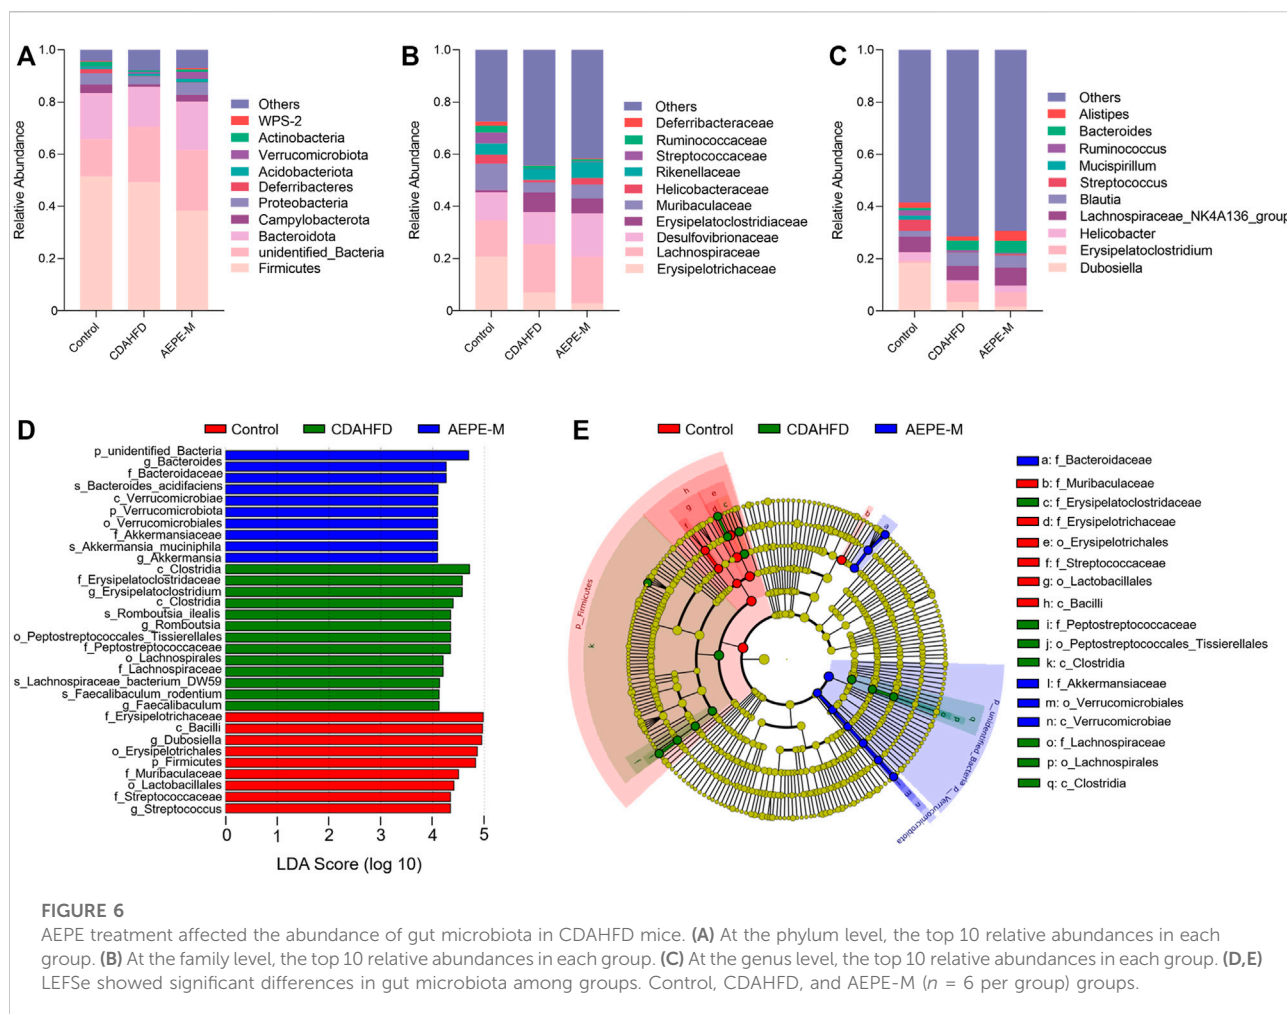 A
1.0
0.8
0.6
0.4
0.2
0
Relative Abundance
Control
CDAHFD
AEPE-M
Others
WPS-2
Actinobacteria
Verrucomicrobiota
Acidobacteriota
Deferribacteres
Proteobacteria
Campylobacterota
Bacteroidota
unidentified_Bacteria
Firmicutes
B
1.0
0.8
0.6
0.4
0.2
0
Relative Abundance
Control
CDAHFD
AEPE-M
Others
Deferribacteraceae
Ruminococcaceae
Streptococcaceae
Rikenellaceae
Helicobacteraceae
Muribaculaceae
Erysipelatoclostridiaceae
Desulfovibrionaceae
Lachnospiraceae
Erysipelotrichaceae
C
1.0
0.8
0.6
0.4
0.2
0
Relative Abundance
Control
CDAHFD
AEPE-M
Others
Alistipes
Bacteroides
Ruminococcus
Mucispirillum
Streptococcus
Blautia
Lachnospiraceae_NK4A136_group
Helicobacter
Erysipelatoclostridium
Dubosiella
D
Control CDAHFD AEPE-M
p_unidentified_Bacteria
g_Bacteroides
f_Bacteroidaceae
s_Bacteroides_acidifaciens
c_Verrucomicrobiae
p_Verrucomicrobiota
o_Verrucomicrobiales
f_Akkermansiaceae
s_Akkermansia_muciniphila
g_Akkermansia
c_Clostridia
f_Erysipelatoclostridaceae
g_Erysipelatoclostridium
c_Clostridia
s_Romboutsia_ilealis
g_Romboutsia
o_Peptostreptococcales_Tissierellales
f_Peptostreptococcaceae
o_Lachnospirales
f_Lachnospiraceae
s_Lachnospiraceae_bacterium_DW59
s_Faecalibaculum_rodentium
g_Faecalibaculum
f_Erysipelotrichaceae
c_Bacilli
g_Dubosiella
o_Erysipelotrichales
p_Firmicutes
f_Muribaculaceae
o_Lactobacillales
f_Streptococcaceae
g_Streptococcus
0 1 2 3 4 5
LDA Score (log 10)
E
Control CDAHFD AEPE-M
h
e
g
d
c
f
b
a
k
p__Firmicutes
p_unidentified_Bacteria
p_Verrucomicrobiota
a: f_Bacteroidaceae
b: f_Muribaculaceae
c: f_Erysipelatoclostridaceae
d: f_Erysipelotrichaceae
e: o_Erysipelotrichales
f: f_Streptococcaceae
g: o_Lactobacillales
h: c_Bacilli
i: f_Peptostreptococcaceae
j: o_Peptostreptococcales_Tissierellales
k: c_Clostridia
l: f_Akkermansiaceae
m: o_Verrucomicrobiales
n: c_Verrucomicrobiae
o: f_Lachnospiraceae
p: o_Lachnospirales
q: c_Clostridia
FIGURE 6
AEPE treatment affected the abundance of gut microbiota in CDAHFD mice. (A) At the phylum level, the top 10 relative abundances in each
group. (B) At the family level, the top 10 relative abundances in each group. (C) At the genus level, the top 10 relative abundances in each group. (D,E)
LEFSe showed significant differences in gut microbiota among groups. Control, CDAHFD, and AEPE-M (n = 6 per group) groups.